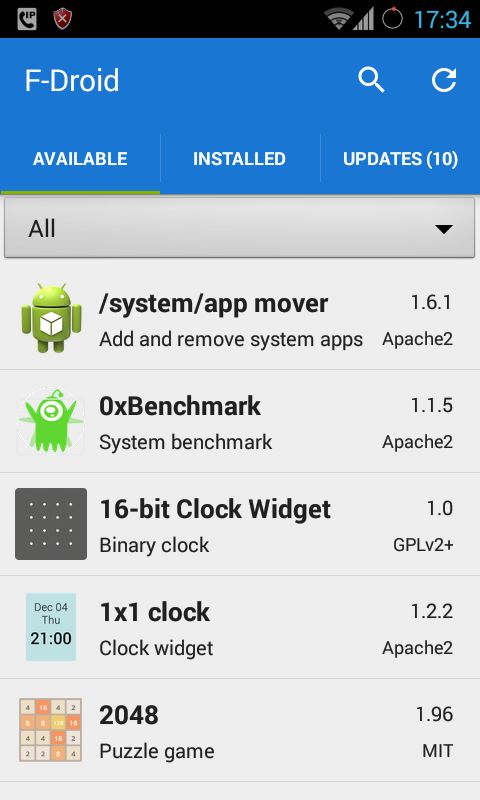 IP
17:34
F-Droid
AVAILABLE
INSTALLED
UPDATES (10)
All
/system/app mover
1.6.1
Add and remove system apps
Apache2
0xBenchmark
1.1.5
System benchmark
Apache2
16-bit Clock Widget
1.0
Binary clock
GPLv2+
Dec 04
Thu
21:00
1x1 clock
1.2.2
Clock widget
Apache2
4 16 4 2
8 8 128 16
4 4 16 2
2 2 8 4
2048
1.96
Puzzle game
MIT